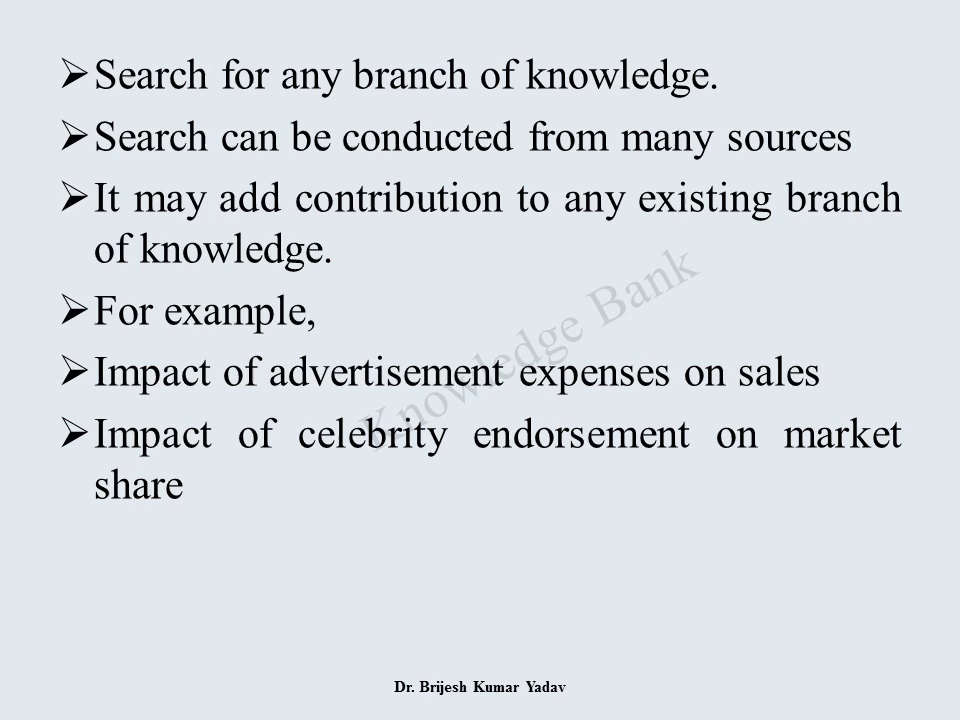 ➢Search for any branch of knowledge.
➢Search can be conducted from many sources
➢It may add contribution to any existing branch
of knowledge.
➢For example,
➢Impact of advertisement expenses on sales
➢Impact of celebrity endorsement on market
share
Knowledge Bank
Dr. Brijesh Kumar Yadav